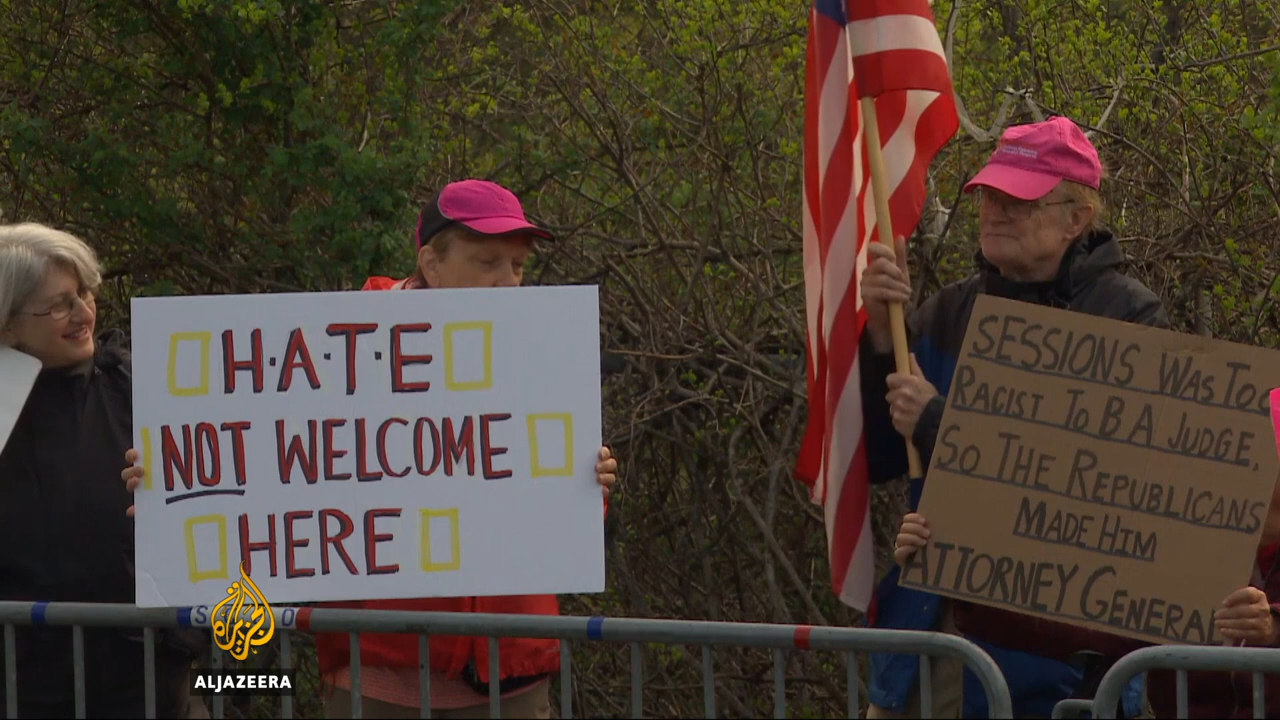 H·A·T·E
NOT WELCOME
HERE
SESSIONS WAS TOO
RACIST TO B A JUDGE,
SO THE REPUBLICANS
MADE HIM
ATTORNEY GENERAL
ALJAZEERA